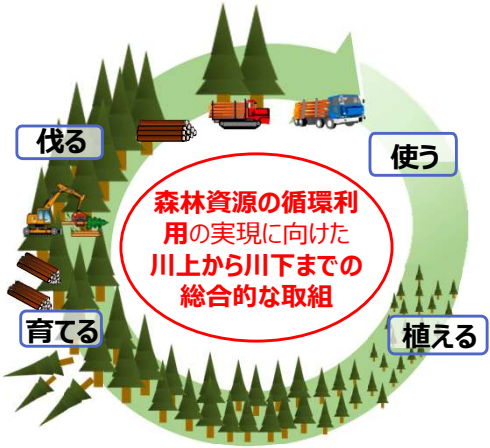 伐る
使う
森林資源の循環利
用の実現に向けた
川上から川下までの
総合的な取組
育てる
植える